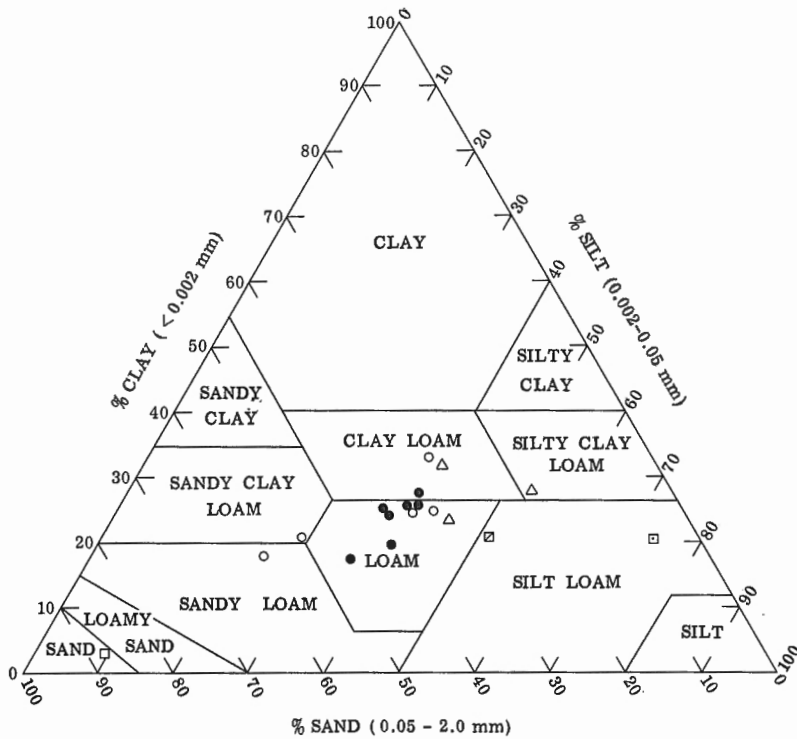 100 0
90 10
80 20
70 30
CLAY
% CLAY (<0.002 mm)
% SILT (0.002-0.05 mm)
60 40
50 50
SILTY
CLAY
SANDY
CLAY
40 60
CLAY LOAM
SILTY CLAY
LOAM
30 70
SANDY CLAY
LOAM
20 80
LOAM
SILT LOAM
SANDY LOAM
10 90
LOAMY
SAND
SAND
SILT
0 100
100 90 80 70 60 50 40 30 20 10
% SAND (0.05 - 2.0 mm)